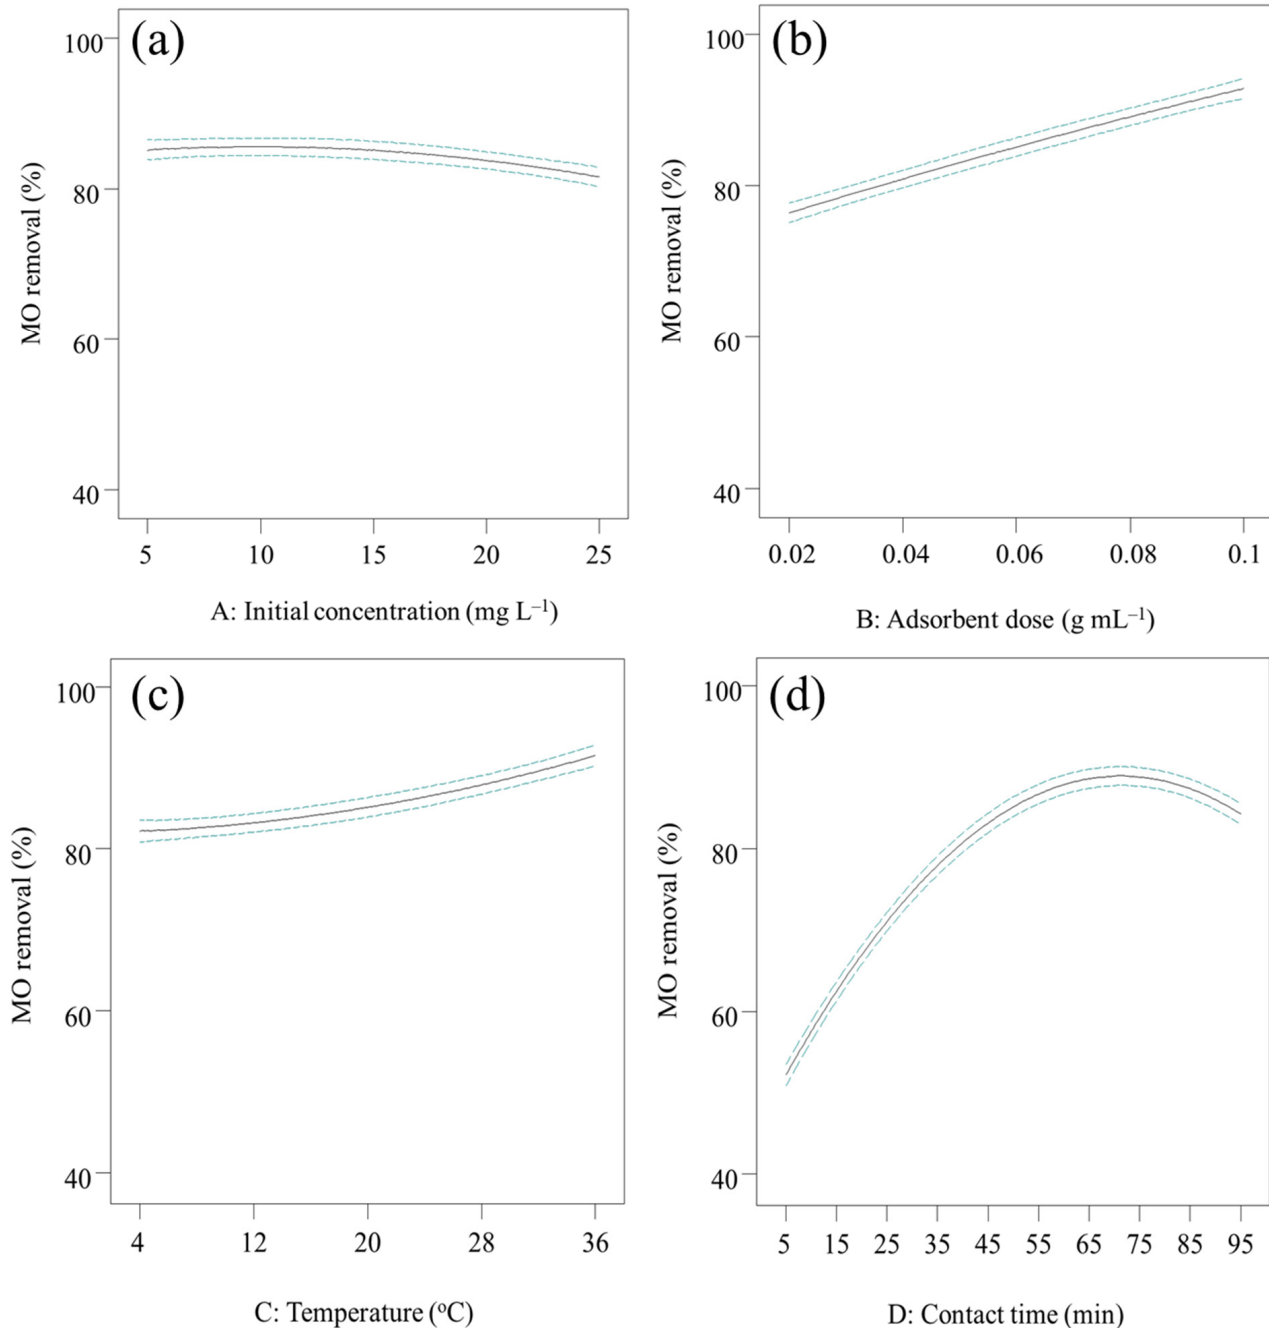 (a)
100
80
60
40
MO removal (%)
5 10 15 20 25
A: Initial concentration (mg L⁻¹)
(b)
100
80
60
40
MO removal (%)
0.02 0.04 0.06 0.08 0.1
B: Adsorbent dose (g mL⁻¹)
(c)
100
80
60
40
MO removal (%)
4 12 20 28 36
C: Temperature (ºC)
(d)
100
80
60
40
MO removal (%)
5 15 25 35 45 55 65 75 85 95
D: Contact time (min)